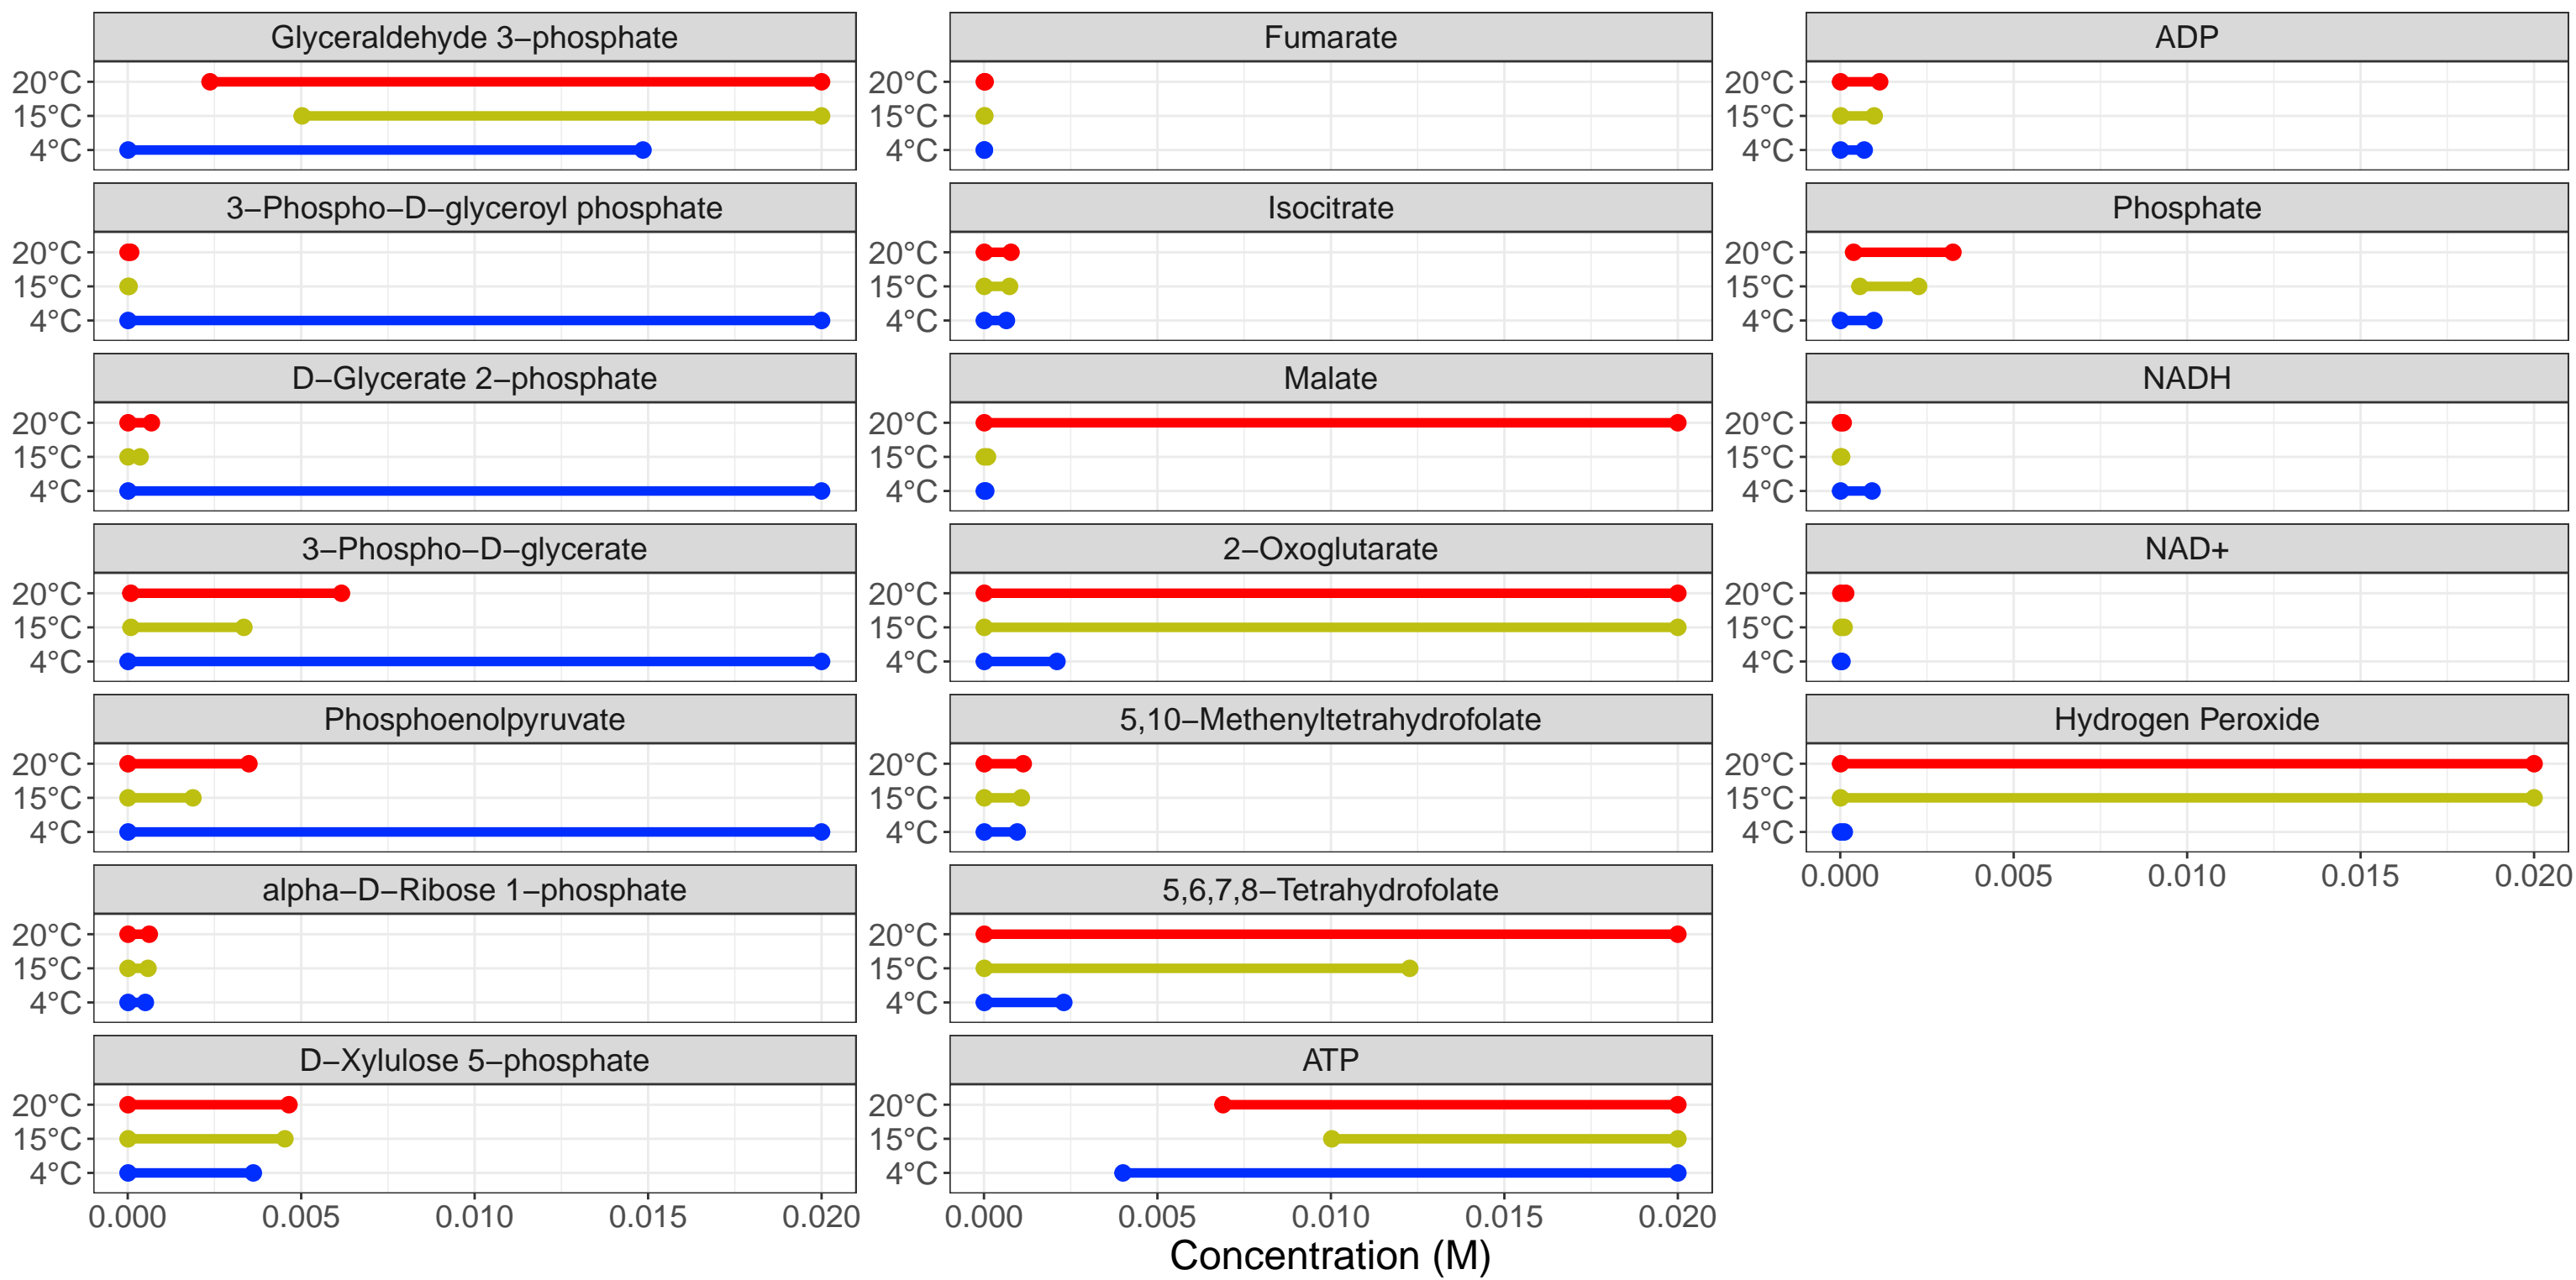 Glyceraldehyde 3−phosphate
20°C
15°C
4°C
3−Phospho−D−glyceroyl phosphate
20°C
15°C
4°C
D−Glycerate 2−phosphate
20°C
15°C
4°C
3−Phospho−D−glycerate
20°C
15°C
4°C
Phosphoenolpyruvate
20°C
15°C
4°C
alpha−D−Ribose 1−phosphate
20°C
15°C
4°C
D−Xylulose 5−phosphate
20°C
15°C
4°C
0.000 0.005 0.010 0.015 0.020
Fumarate
20°C
15°C
4°C
Isocitrate
20°C
15°C
4°C
Malate
20°C
15°C
4°C
2−Oxoglutarate
20°C
15°C
4°C
5,10−Methenyltetrahydrofolate
20°C
15°C
4°C
5,6,7,8−Tetrahydrofolate
20°C
15°C
4°C
ATP
20°C
15°C
4°C
0.000 0.005 0.010 0.015 0.020
Concentration (M)
ADP
20°C
15°C
4°C
Phosphate
20°C
15°C
4°C
NADH
20°C
15°C
4°C
NAD+
20°C
15°C
4°C
Hydrogen Peroxide
20°C
15°C
4°C
0.000 0.005 0.010 0.015 0.020